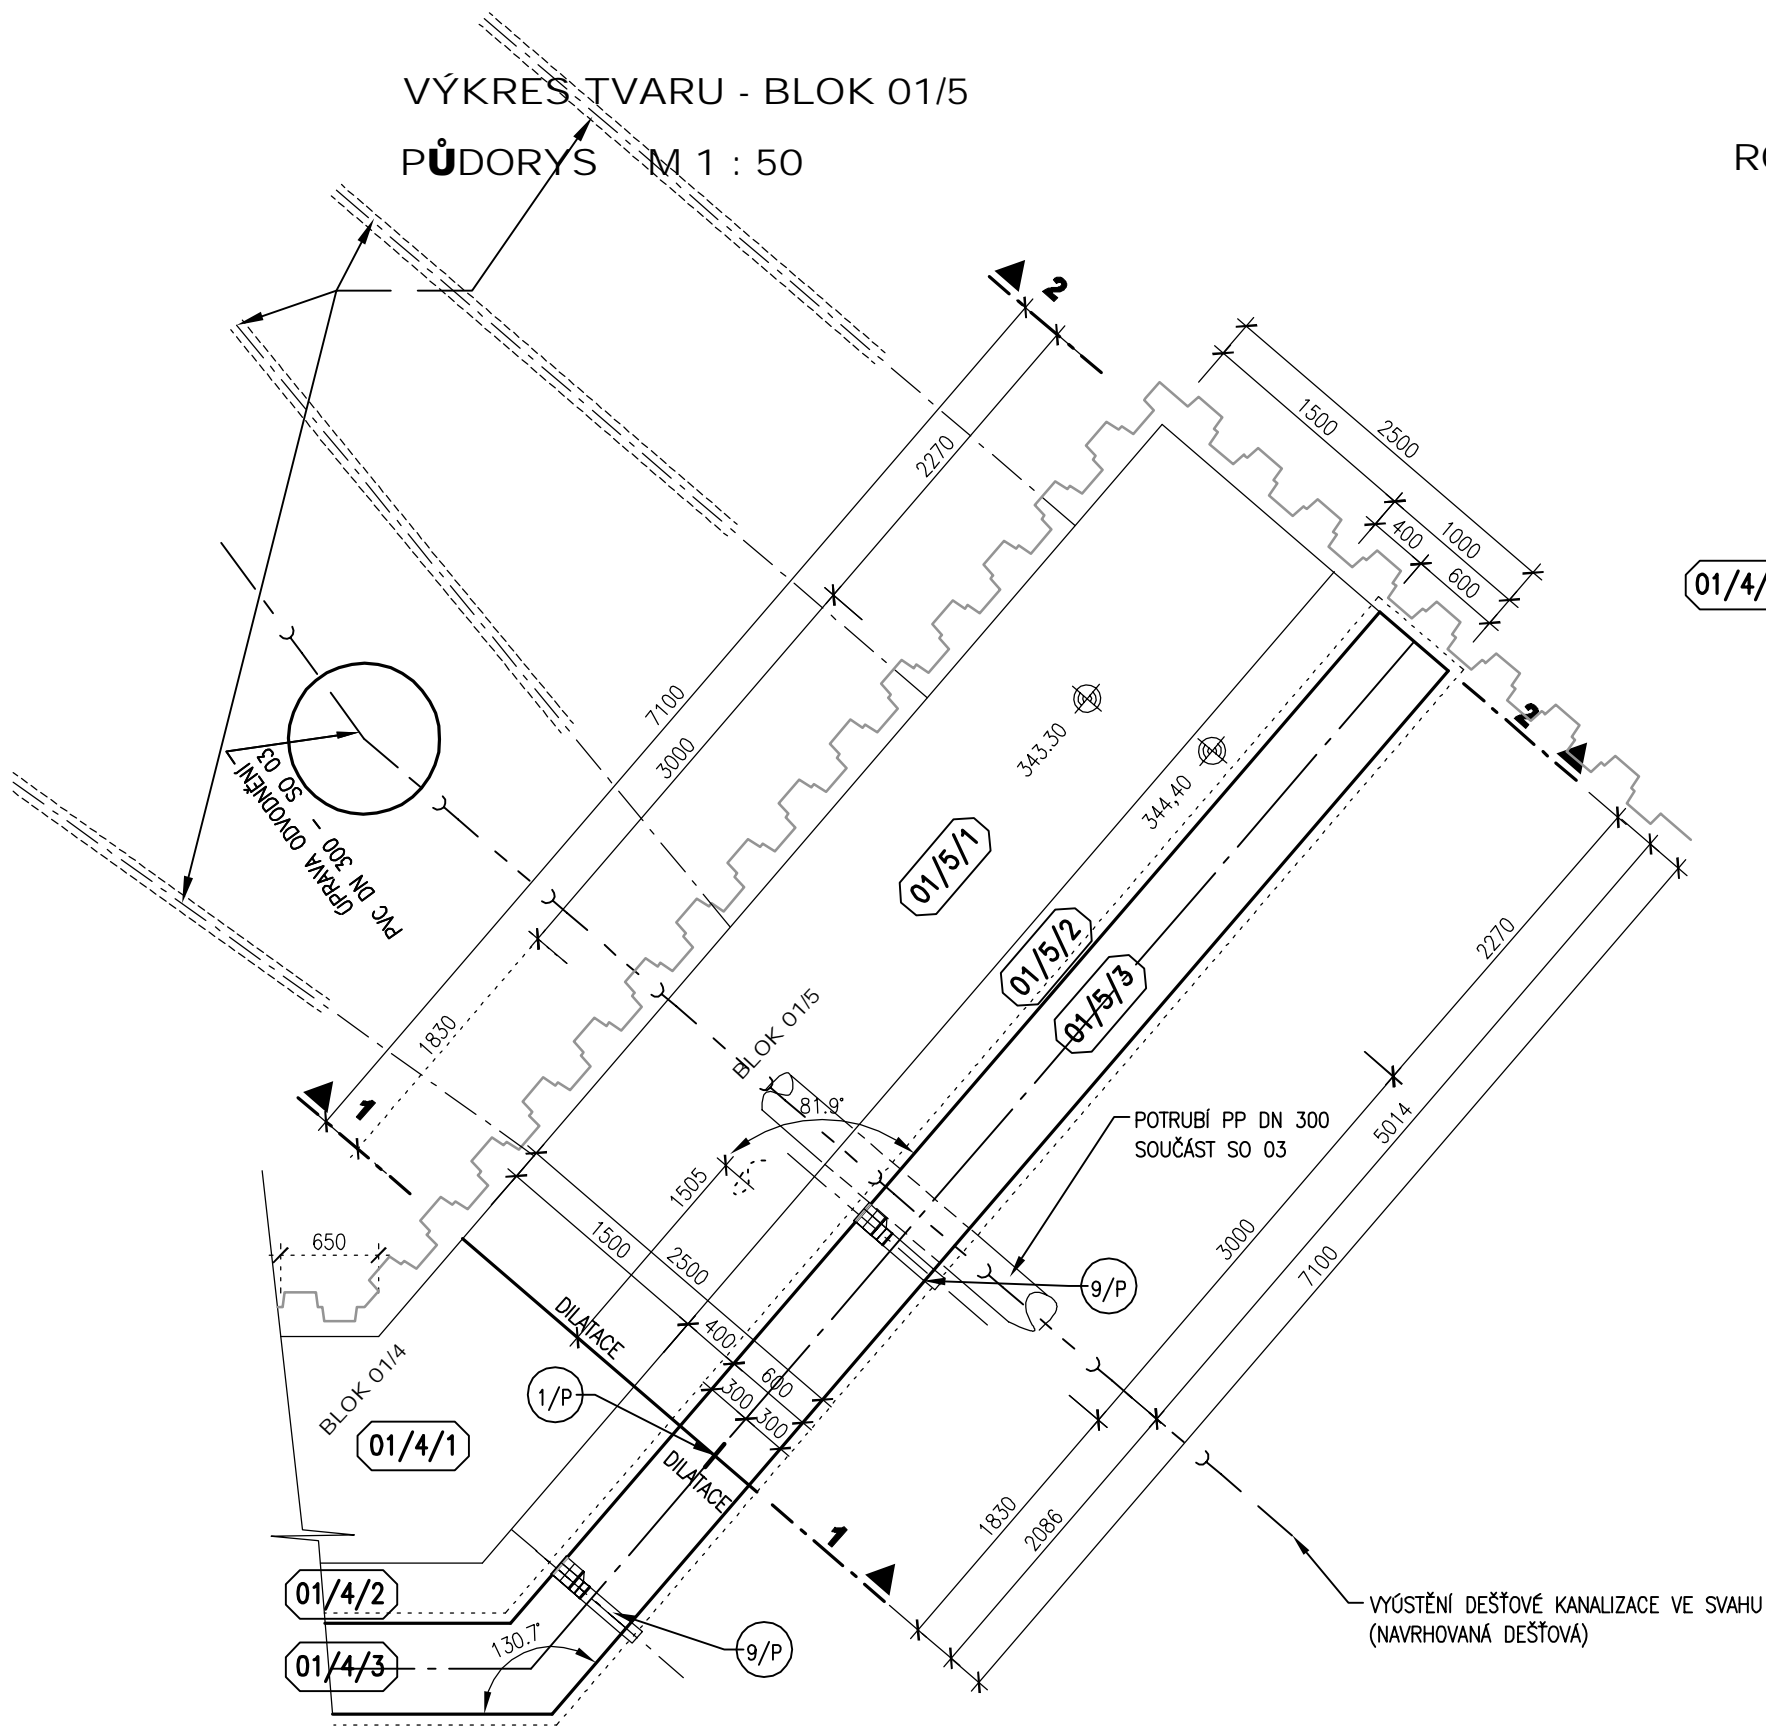 VÝKRES TVARU - BLOK 01/5
PŮDORYS M 1 : 50
2
2270
1500
2500
400
1000
600
01/4/
7100
3000
343.30
344,40
2
ÚPRAVA ODVODNĚNÍ
PVC DN 300 - SO 03
01/5/1
01/5/2
01/5/3
2270
1830
BLOK 01/5
1
81.9°
POTRUBÍ PP DN 300
SOUČÁST SO 03
5014
1505
650
1500
2500
3000
7100
9/P
DILATACE
400
600
300
300
BLOK 01/4
1/P
01/4/1
DILATACE
1830
2086
1
01/4/2
130.7°
9/P
01/4/3
VYÚSTĚNÍ DEŠŤOVÉ KANALIZACE VE SVAHU
(NAVRHOVANÁ DEŠŤOVÁ)